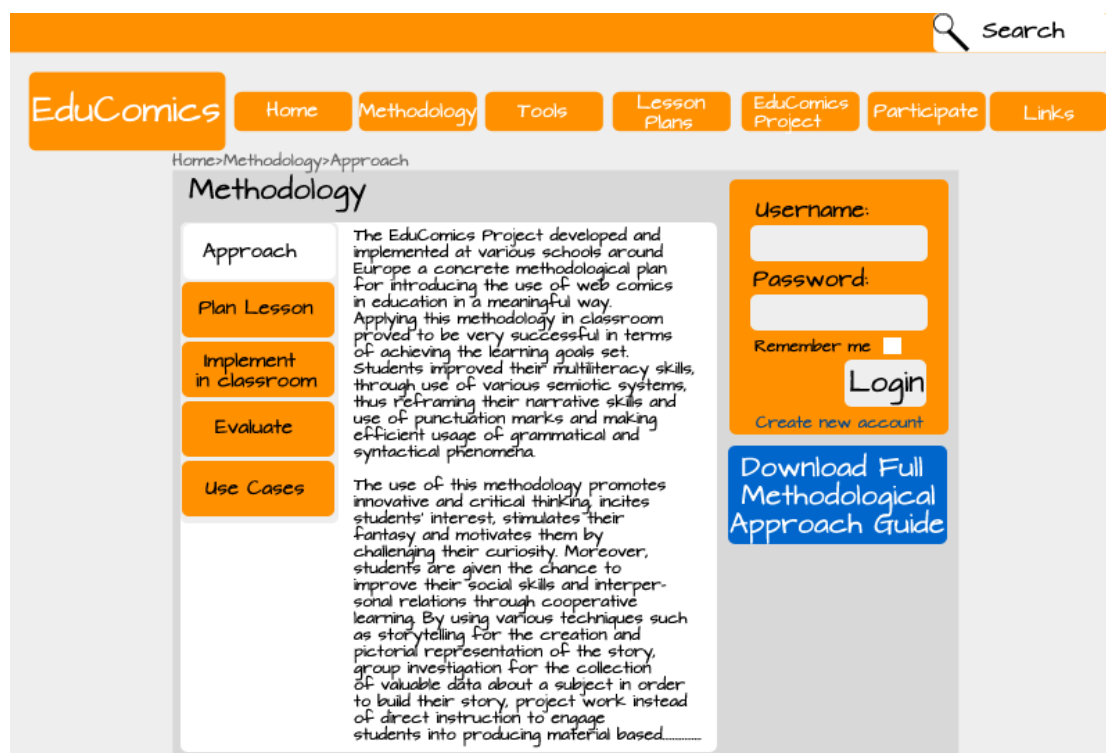 Search
EduComics
Home
Methodology
Tools
Lesson
Plans
EduComics
Project
Participate
Links
Home>Methodology>Approach
Methodology
Approach
Plan Lesson
Implement
in classroom
Evaluate
Use Cases
The EduComics Project developed and
implemented at various schools around
Europe a concrete methodological plan
for introducing the use of web comics
in education in a meaningful way.
Applying this methodology in classroom
proved to be very successful in terms
of achieving the learning goals set.
Students improved their multiliteracy skills,
through use of various semiotic systems,
thus reframing their narrative skills and
use of punctuation marks and making
efficient usage of grammatical and
syntactical phenomena.
The use of this methodology promotes
innovative and critical thinking, incites
students' interest, stimulates their
fantasy and motivates them by
challenging their curiosity. Moreover,
students are given the chance to
improve their social skills and interper-
sonal relations through cooperative
learning. By using various techniques such
as storytelling for the creation and
pictorial representation of the story,
group investigation for the collection
of valuable data about a subject in order
to build their story, project work instead
of direct instruction to engage
students into producing material based..............
Username:
Password:
Remember me
Login
Create new account
Download Full
Methodological
Approach Guide